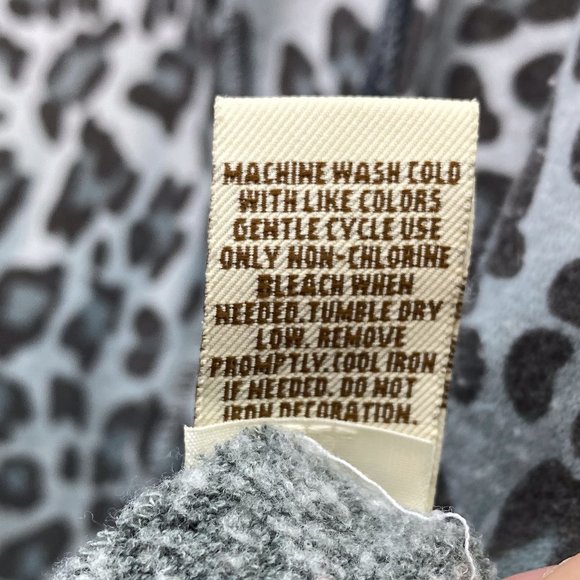 MACHINE WASH COLD
WITH LIKE COLORS
GENTLE CYCLE USE
ONLY NON-CHLORINE
BLEACH WHEN
NEEDED.TUMBLE DRY
LOW. REMOVE
PROMPTLY.COOL IRON
IF NEEDED. DO NOT
IRON DECORATION.